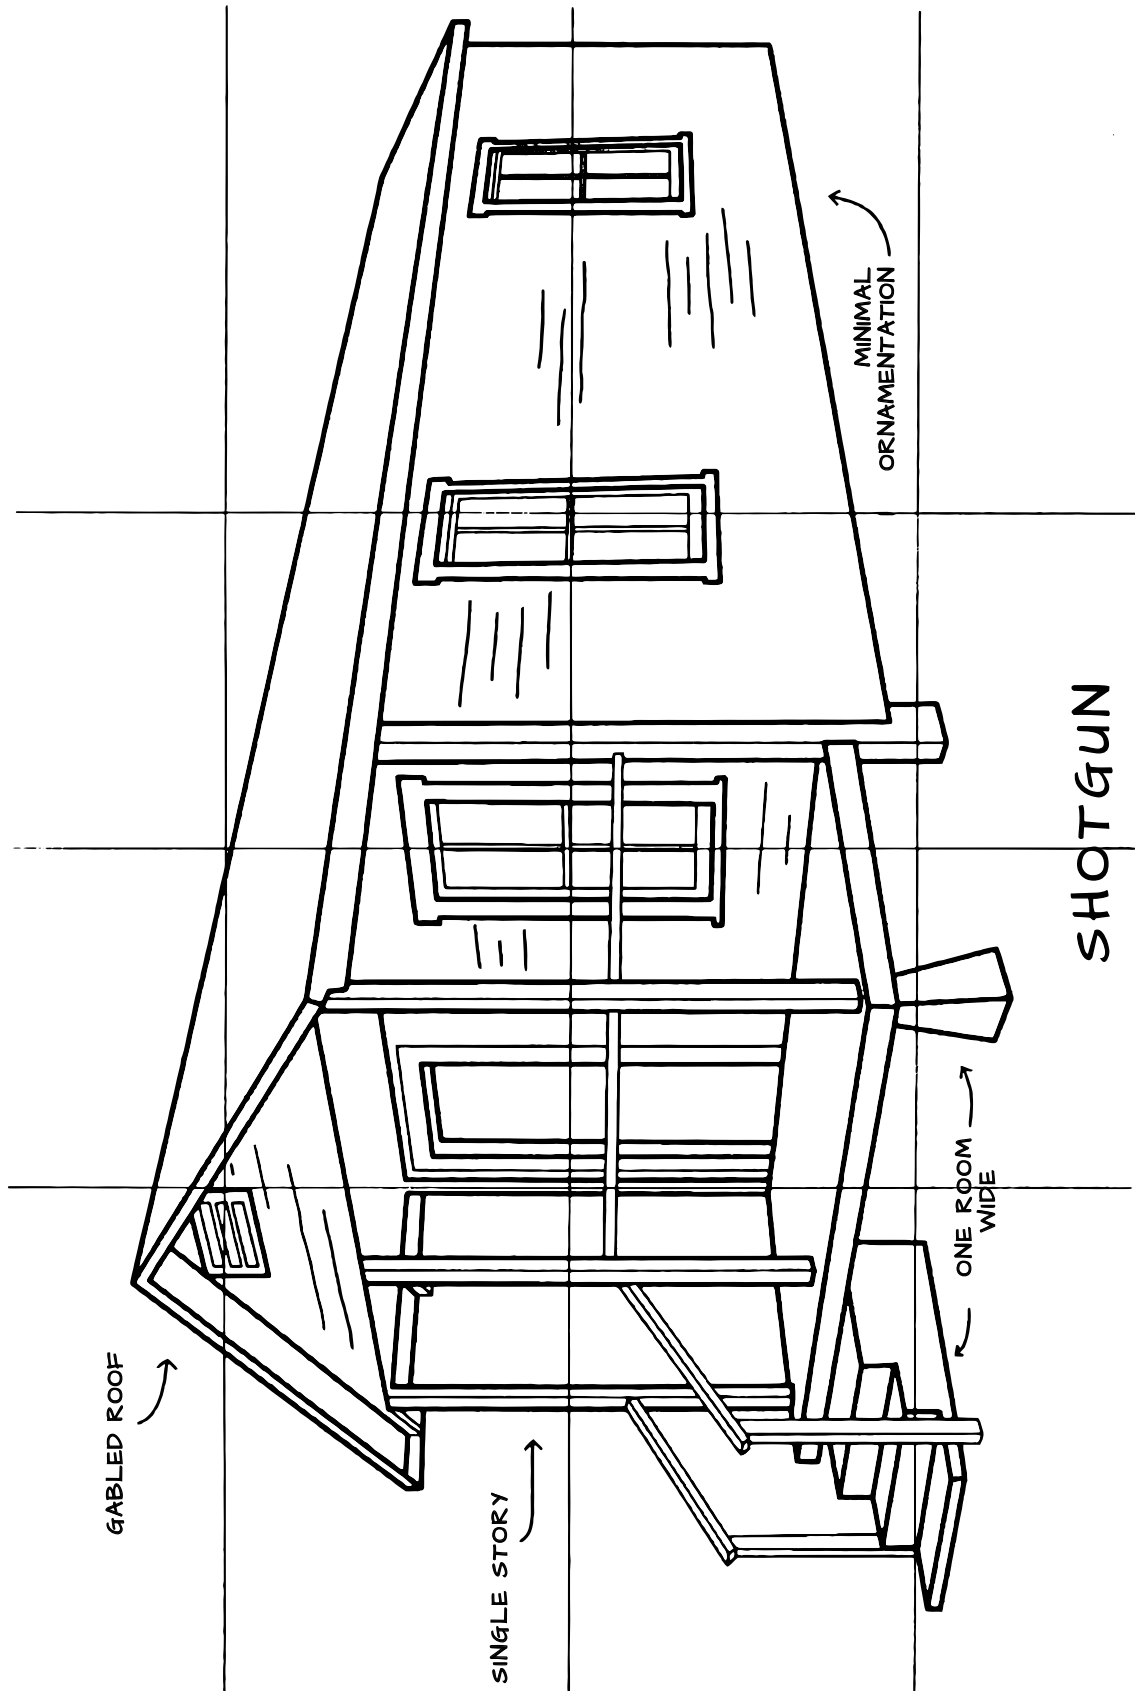 GABLED ROOF
SINGLE STORY
MINIMAL
ORNAMENTATION
ONE ROOM
WIDE
SHOTGUN